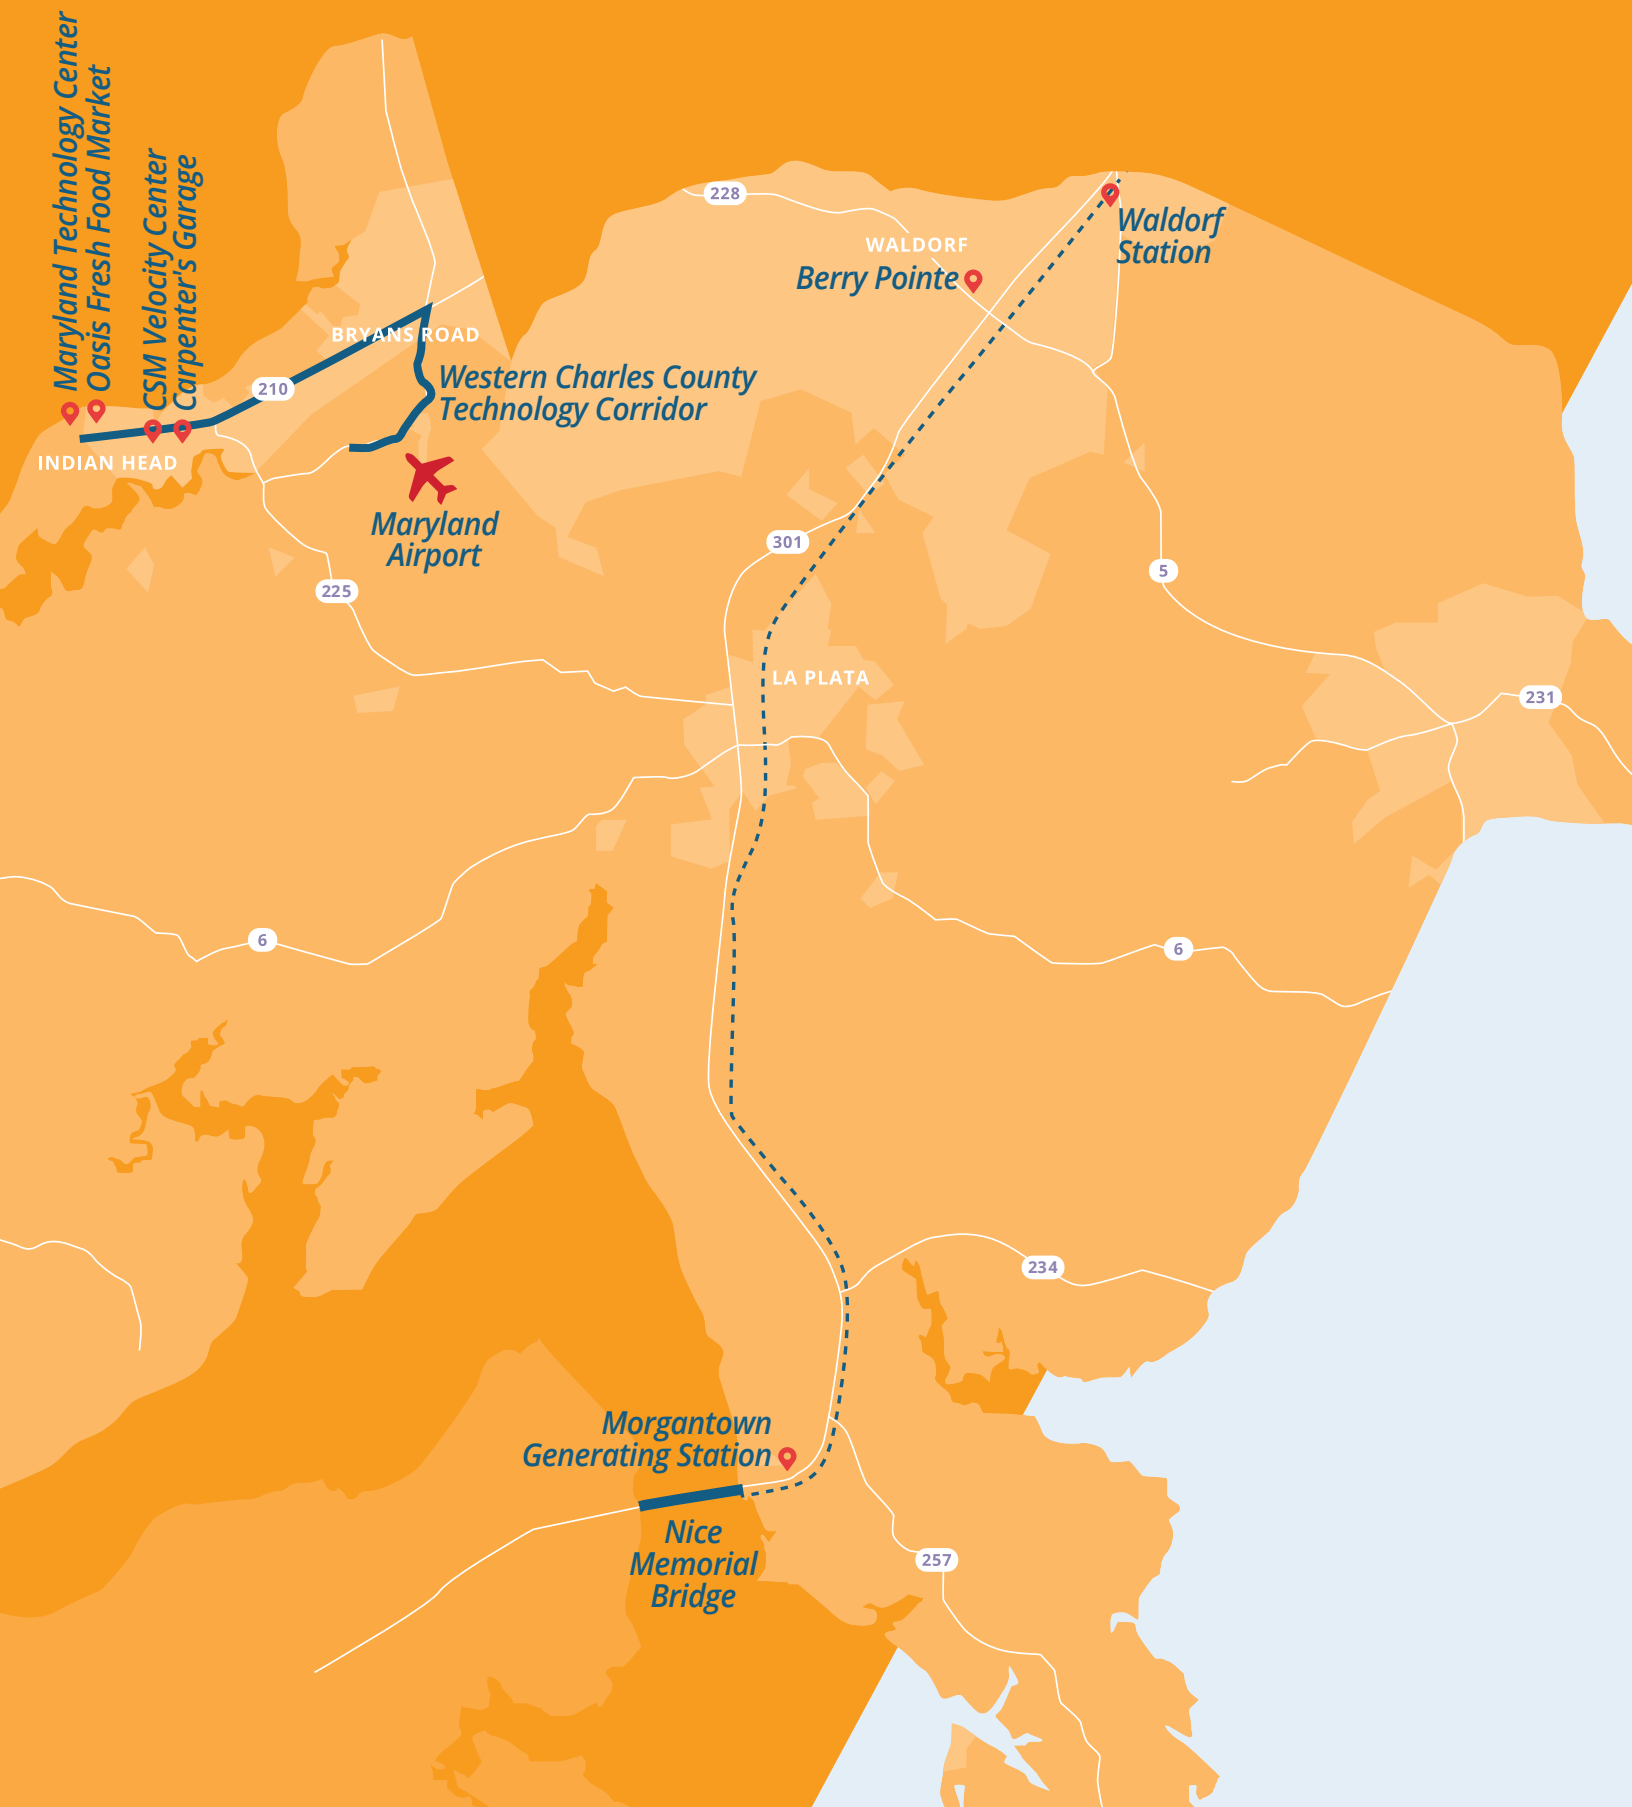 Maryland Technology Center
Oasis Fresh Food Market
CSM Velocity Center
Carpenter's Garage
228
WALDORF
Waldorf
Station
Berry Pointe
BRYANS ROAD
210
Western Charles County
Technology Corridor
INDIAN HEAD
Maryland
Airport
301
5
225
LA PLATA
231
6
6
234
Morgantown
Generating Station
Nice
Memorial
Bridge
257